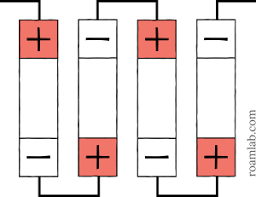 + − + −
− + − +
roamlab.com